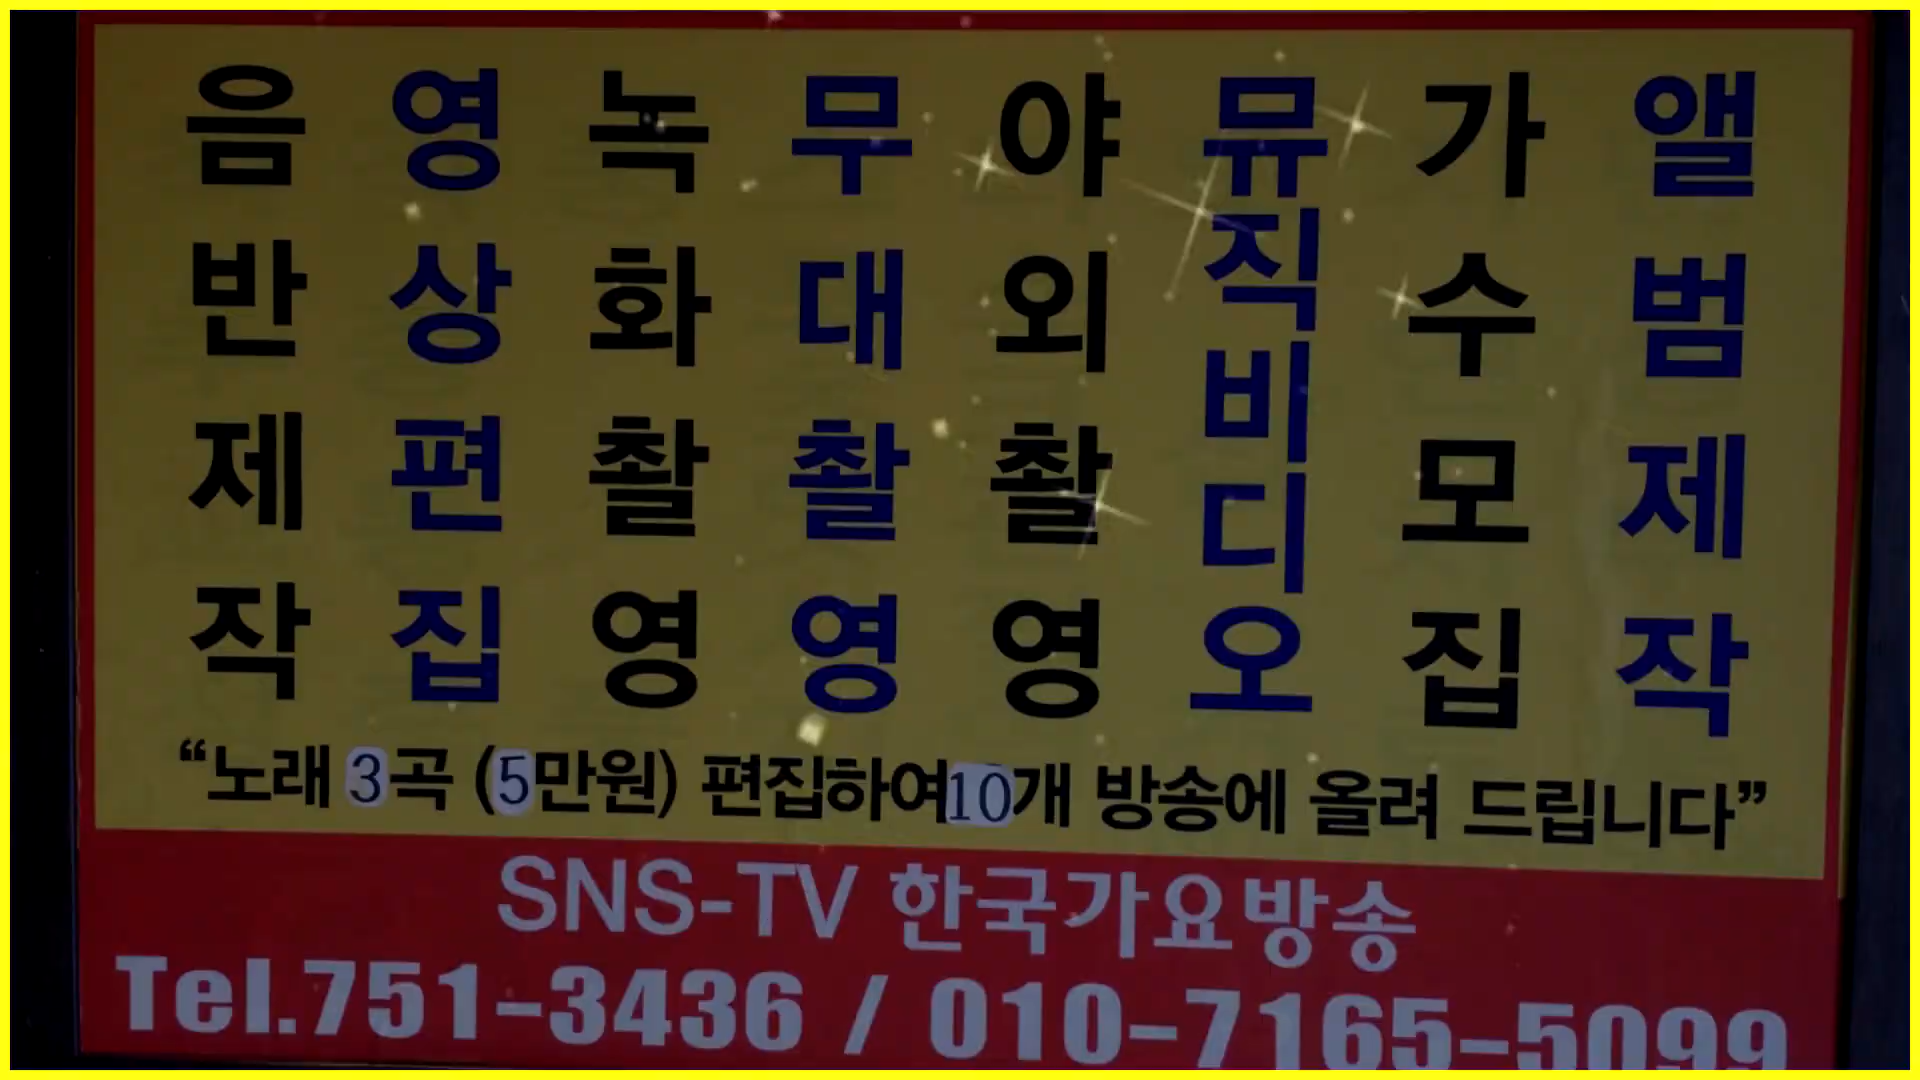 음반제작
영상편집
녹화촬영
무대촬영
야외촬영
뮤직비디오
가수모집
앨범제작
“노래 3곡 (5만원) 편집하여 10개 방송에 올려 드립니다”
SNS-TV 한국가요방송
Tel.751-3436 / 010-7165-5099